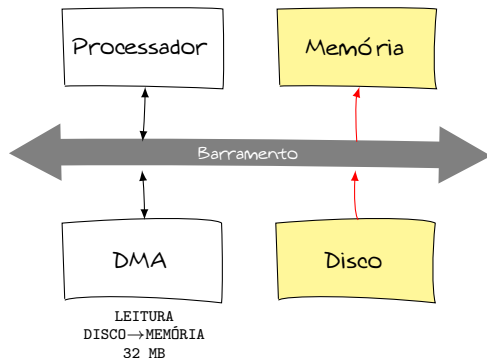 Processador
Memória
Barramento
DMA
Disco
LEITURA
DISCO→MEMÓRIA
32 MB